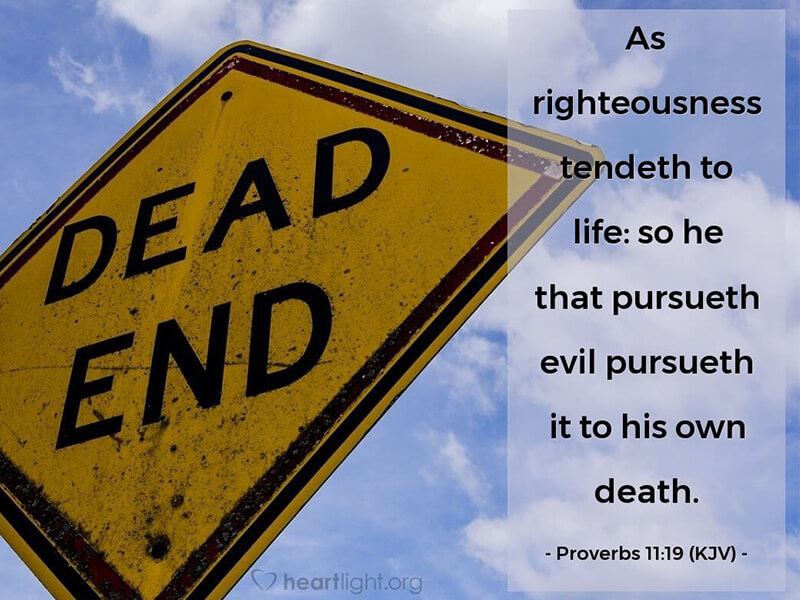 DEAD
END
As
righteousness
tendeth to
life: so he
that pursueth
evil pursueth
it to his own
death.
- Proverbs 11:19 (KJV) -
heartlight.org